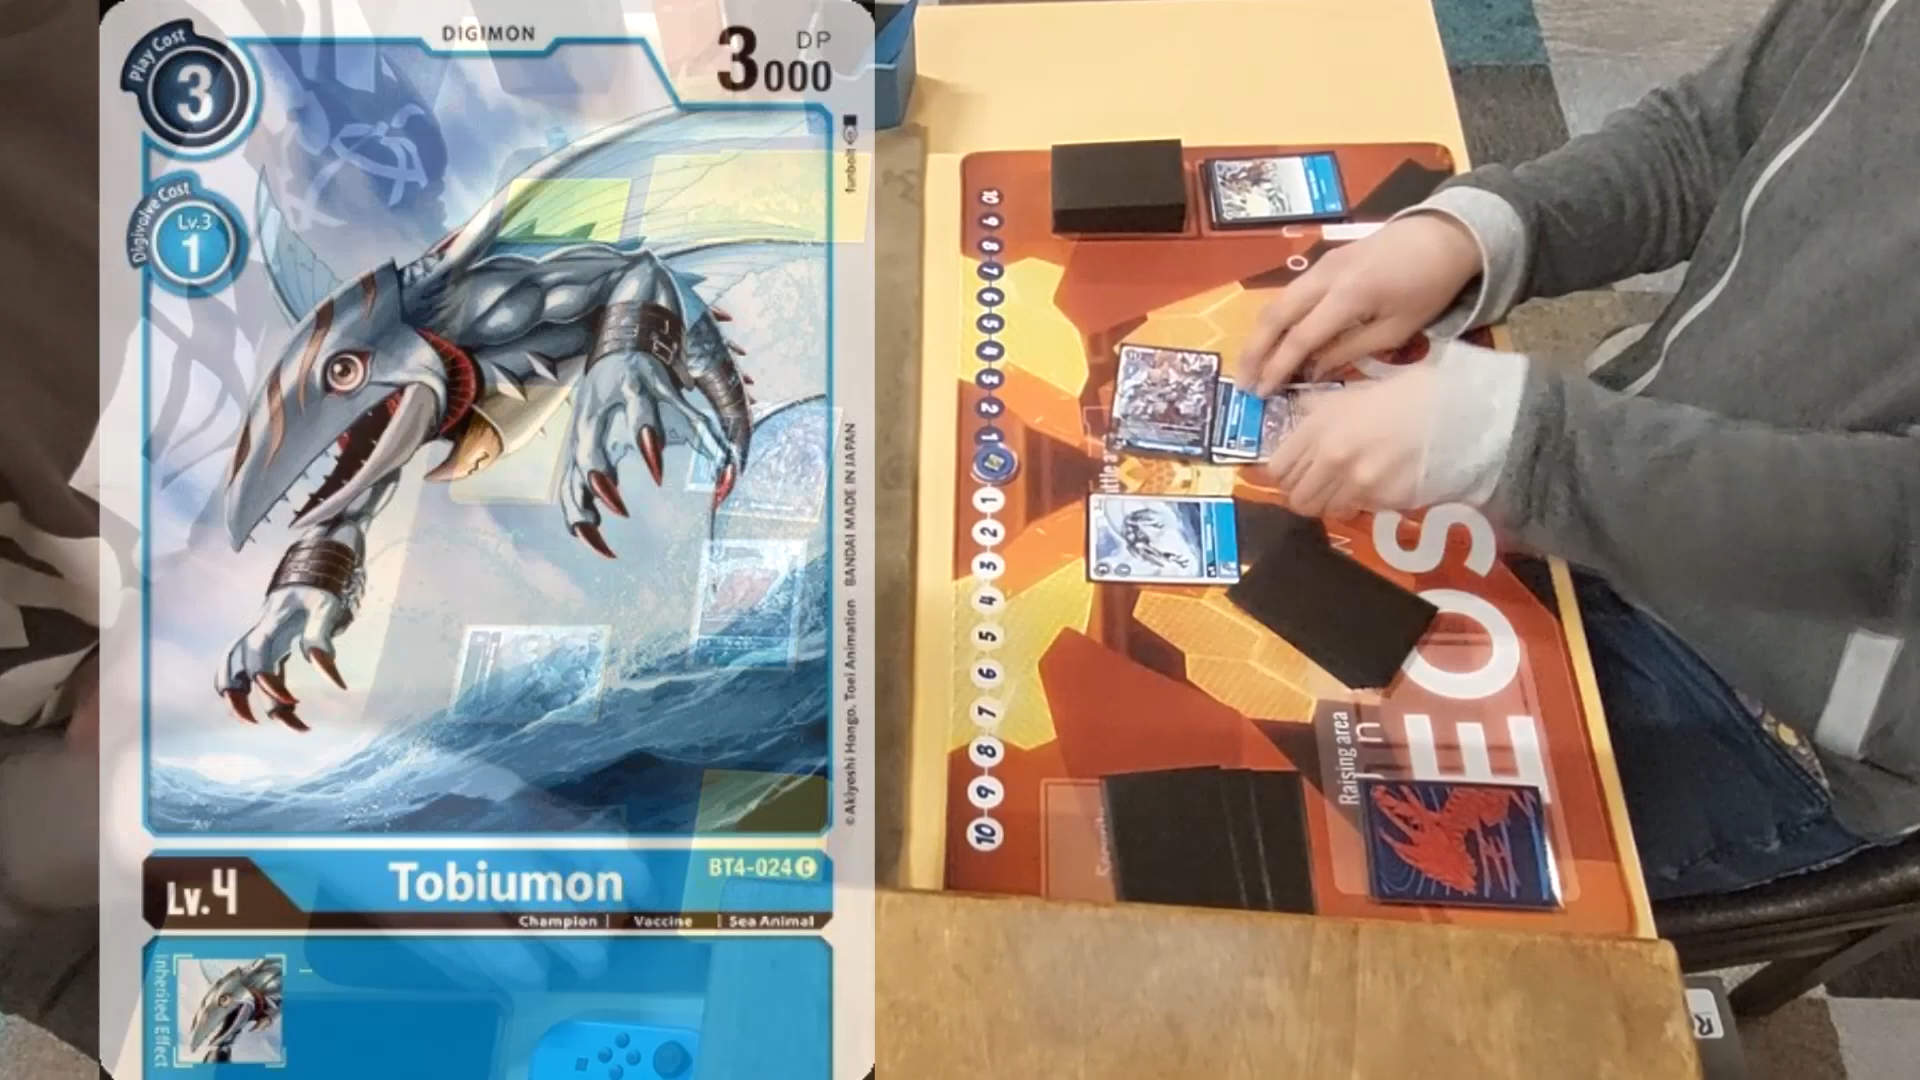 Play Cost
3
DIGIMON
3000
DP
Digivolve Cost
Lv.3
1
funbolt
©Akiyoshi Hongo, Toei Animation BANDAI MADE IN JAPAN
Lv.4
Tobiumon
BT4-024 C
Champion | Vaccine | Sea Animal
Inherited Effect
10 9 8 7 6 5 4 3 2 1
1 2 3 4 5 6 7 8 9 10
Raising area
EOS